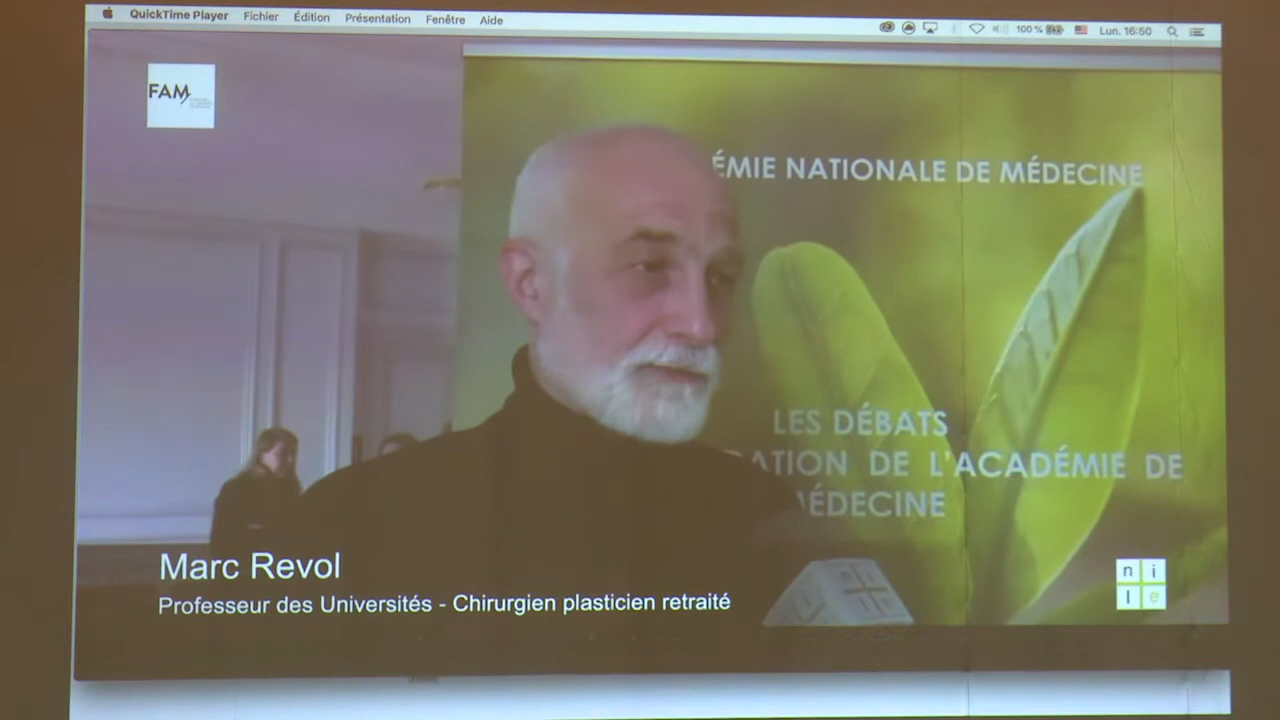 QuickTime Player Fichier Édition Présentation Fenêtre Aide
100 % Lun. 16:50
FAM
ÉMIE NATIONALE DE MÉDECINE
LES DÉBATS
ATION DE L'ACADÉMIE DE
ÉDECINE
Marc Revol
Professeur des Universités - Chirurgien plasticien retraité
n i
l e